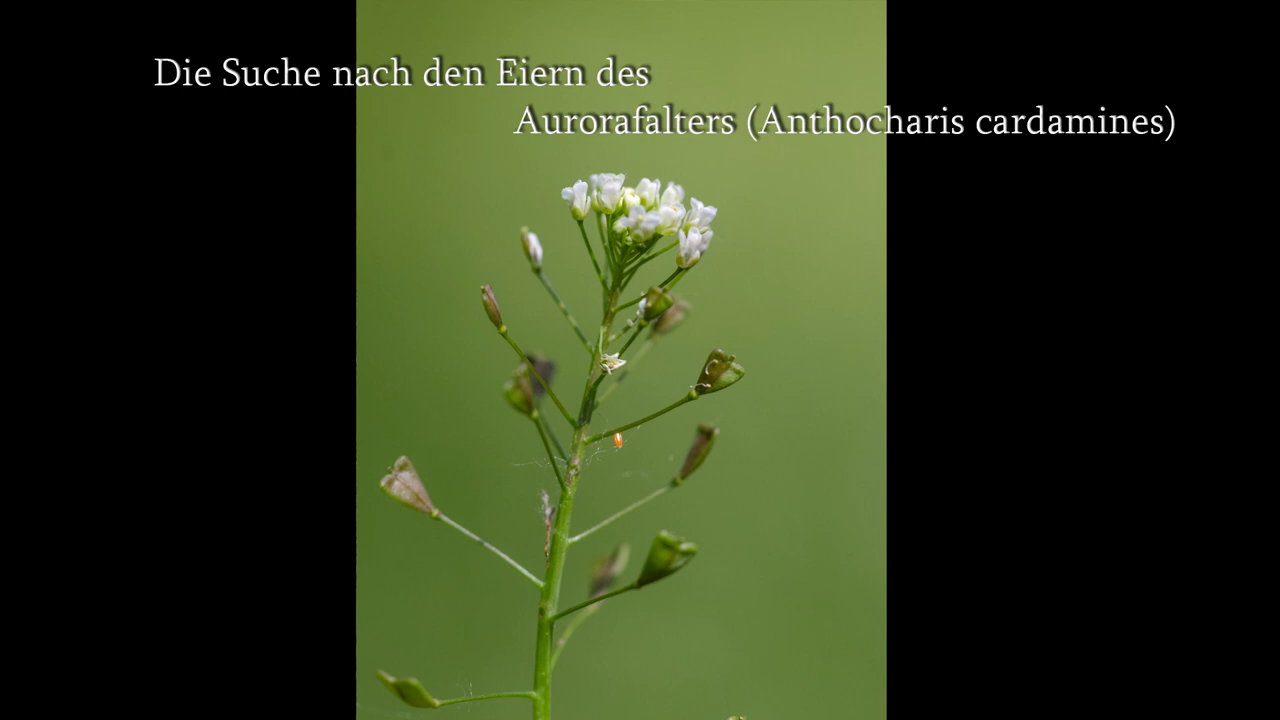 Die Suche nach den Eiern des
Aurorafalters (Anthocharis cardamines)